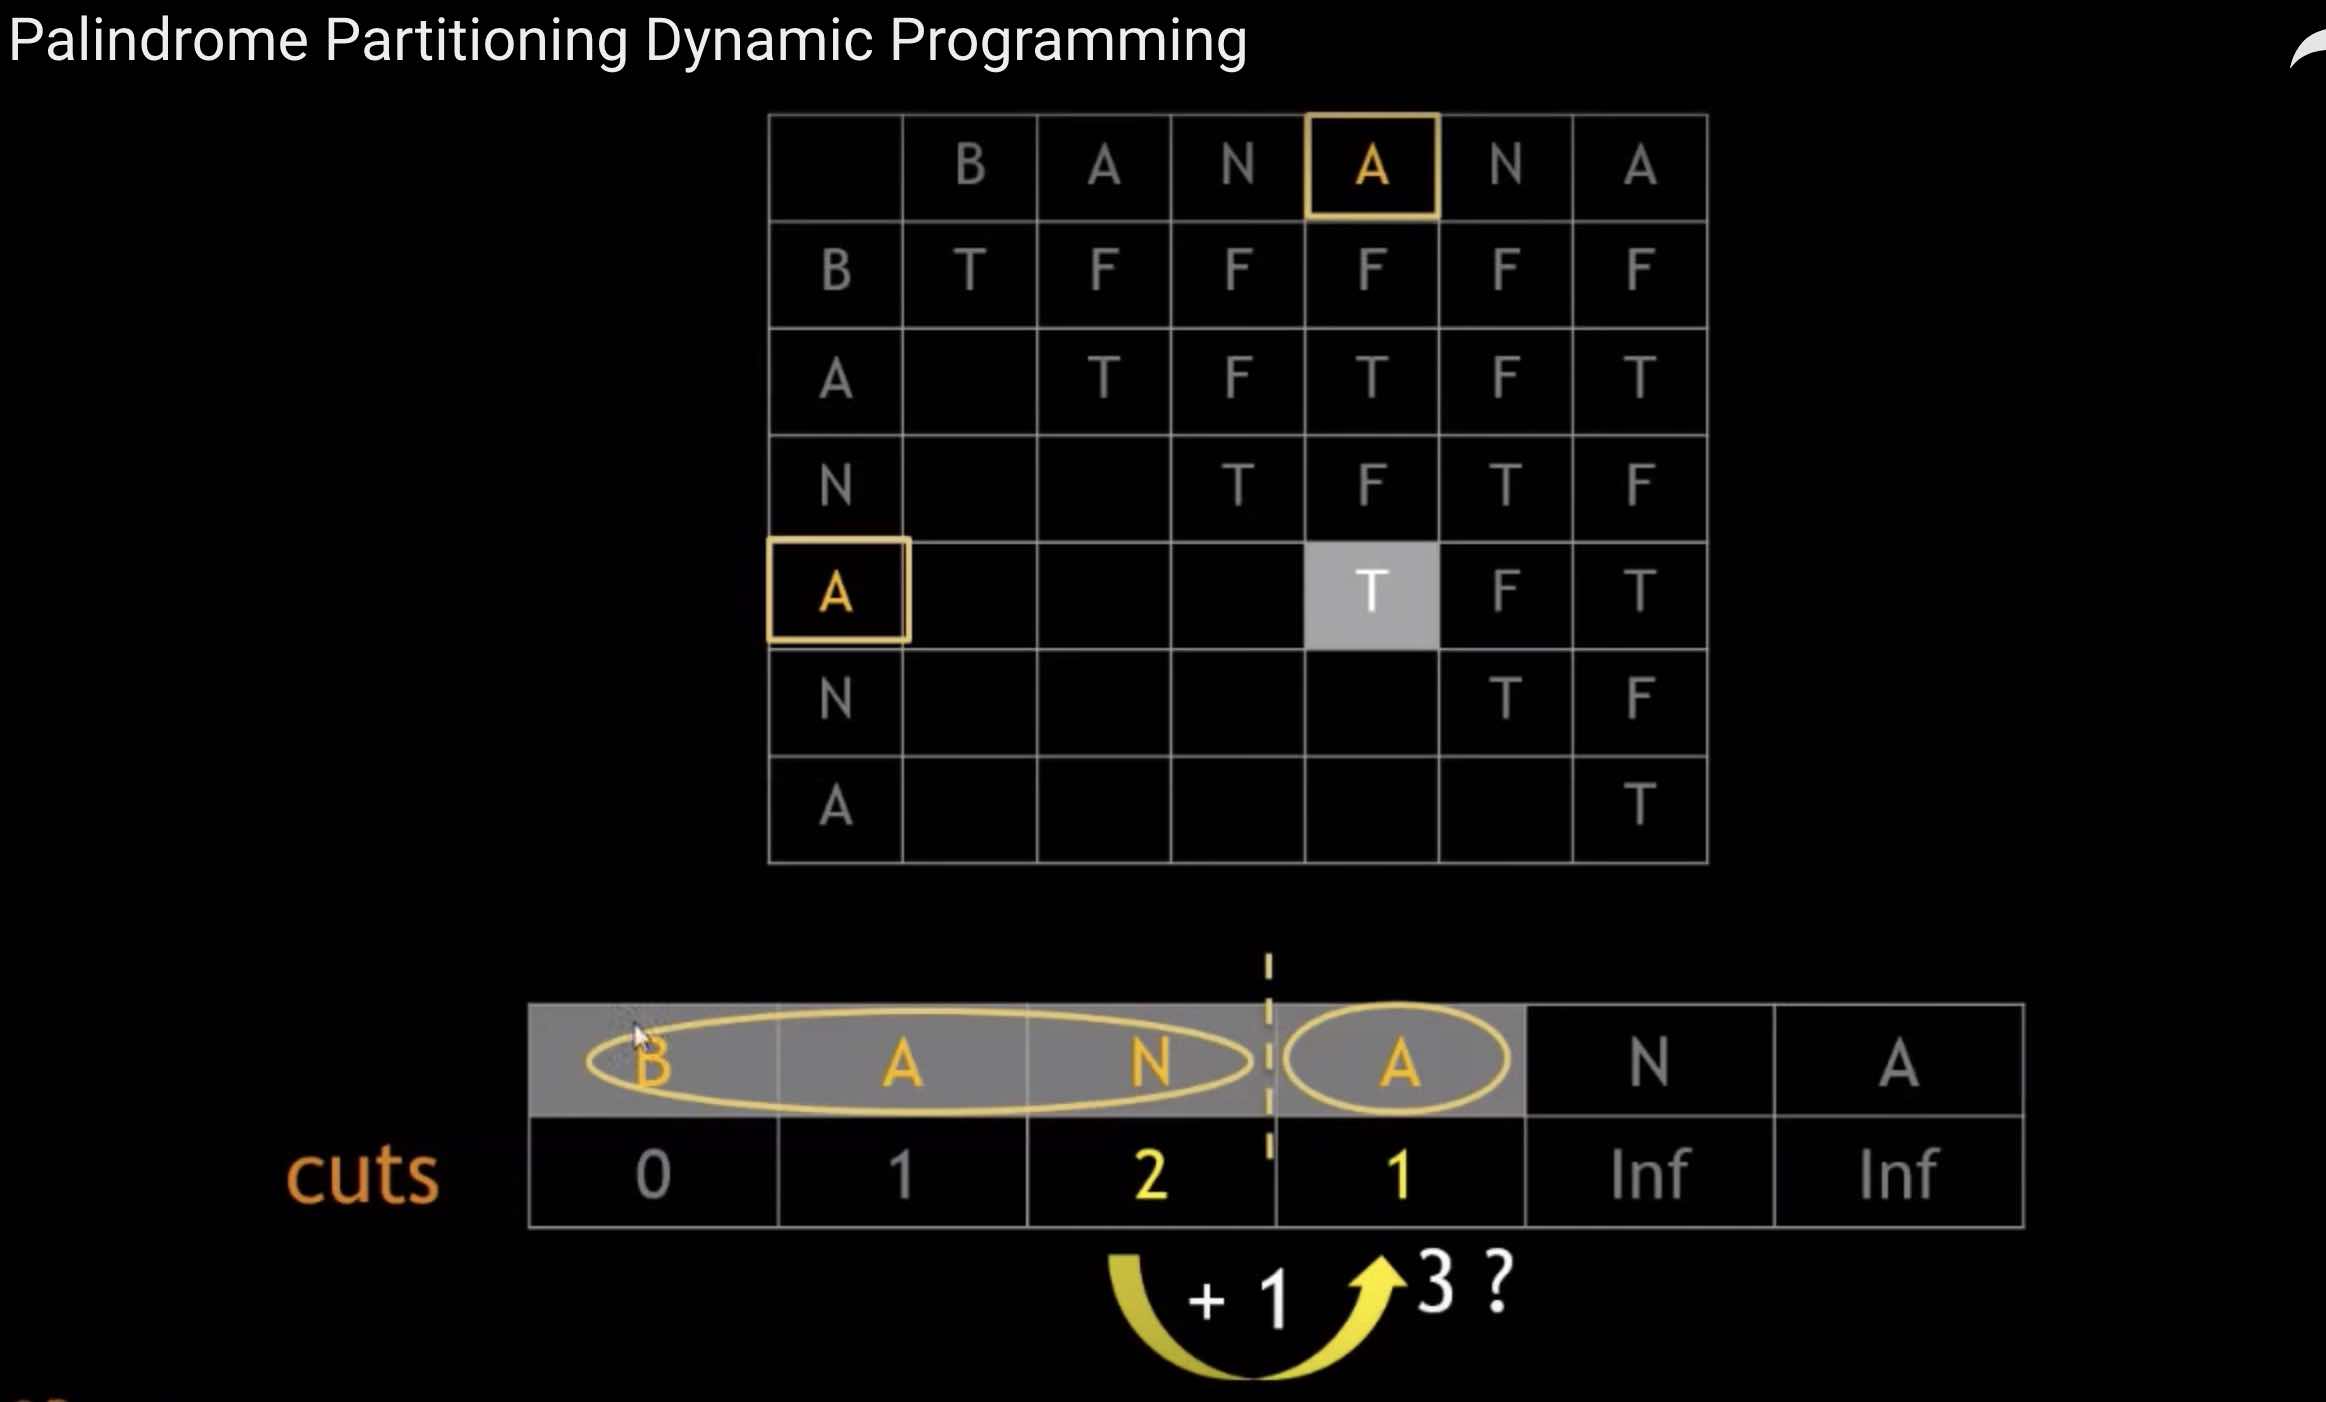 Palindrome Partitioning Dynamic Programming
B A N A N A
B T F F F F F
A T F T F T
N T F T F
A T F T
N T F
A T
B A N A N A
cuts 0 1 2 1 Inf Inf
+ 1 3 ?